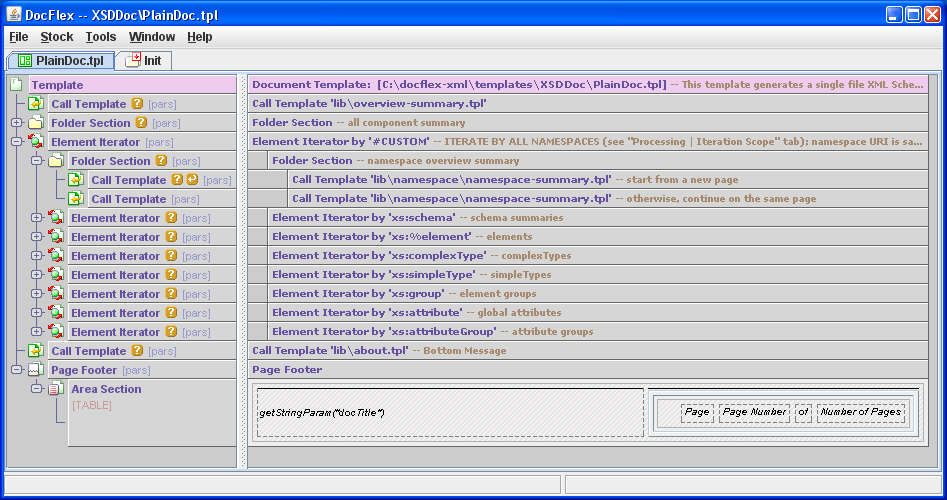 DocFlex -- XSDDoc\PlainDoc.tpl
File Stock Tools Window Help
PlainDoc.tpl Init
Template Document Template: [C:\docflex-xml\templates\XSDDoc\PlainDoc.tpl] -- This template generates a single file XML Sche...
Call Template ? [pars] Call Template 'lib\overview-summary.tpl'
Folder Section ? [pars] Folder Section -- all component summary
Element Iterator [pars] Element Iterator by '#CUSTOM' -- ITERATE BY ALL NAMESPACES (see "Processing | Iteration Scope" tab); namespace URI is sa...
Folder Section ? [pars] Folder Section -- namespace overview summary
Call Template ? [pars] Call Template 'lib\namespace\namespace-summary.tpl' -- start from a new page
Call Template [pars] Call Template 'lib\namespace\namespace-summary.tpl' -- otherwise, continue on the same page
Element Iterator ? [pars] Element Iterator by 'xs:schema' -- schema summaries
Element Iterator ? [pars] Element Iterator by 'xs:%element' -- elements
Element Iterator ? [pars] Element Iterator by 'xs:complexType' -- complexTypes
Element Iterator ? [pars] Element Iterator by 'xs:simpleType' -- simpleTypes
Element Iterator ? [pars] Element Iterator by 'xs:group' -- element groups
Element Iterator ? [pars] Element Iterator by 'xs:attribute' -- global attributes
Element Iterator ? [pars] Element Iterator by 'xs:attributeGroup' -- attribute groups
Call Template ? [pars] Call Template 'lib\about.tpl' -- Bottom Message
Page Footer [pars] Page Footer
Area Section
[TABLE]
getStringParam("docTitle") Page Page Number of Number of Pages